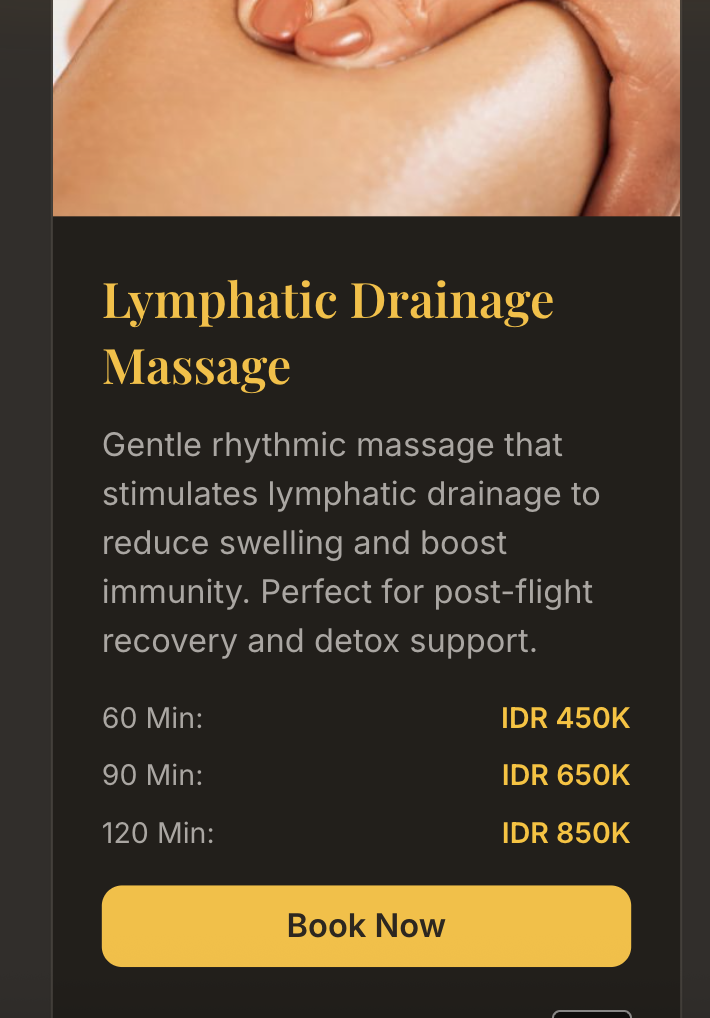 Lymphatic Drainage
Massage
Gentle rhythmic massage that
stimulates lymphatic drainage to
reduce swelling and boost
immunity. Perfect for post-flight
recovery and detox support.
60 Min: IDR 450K
90 Min: IDR 650K
120 Min: IDR 850K
Book Now